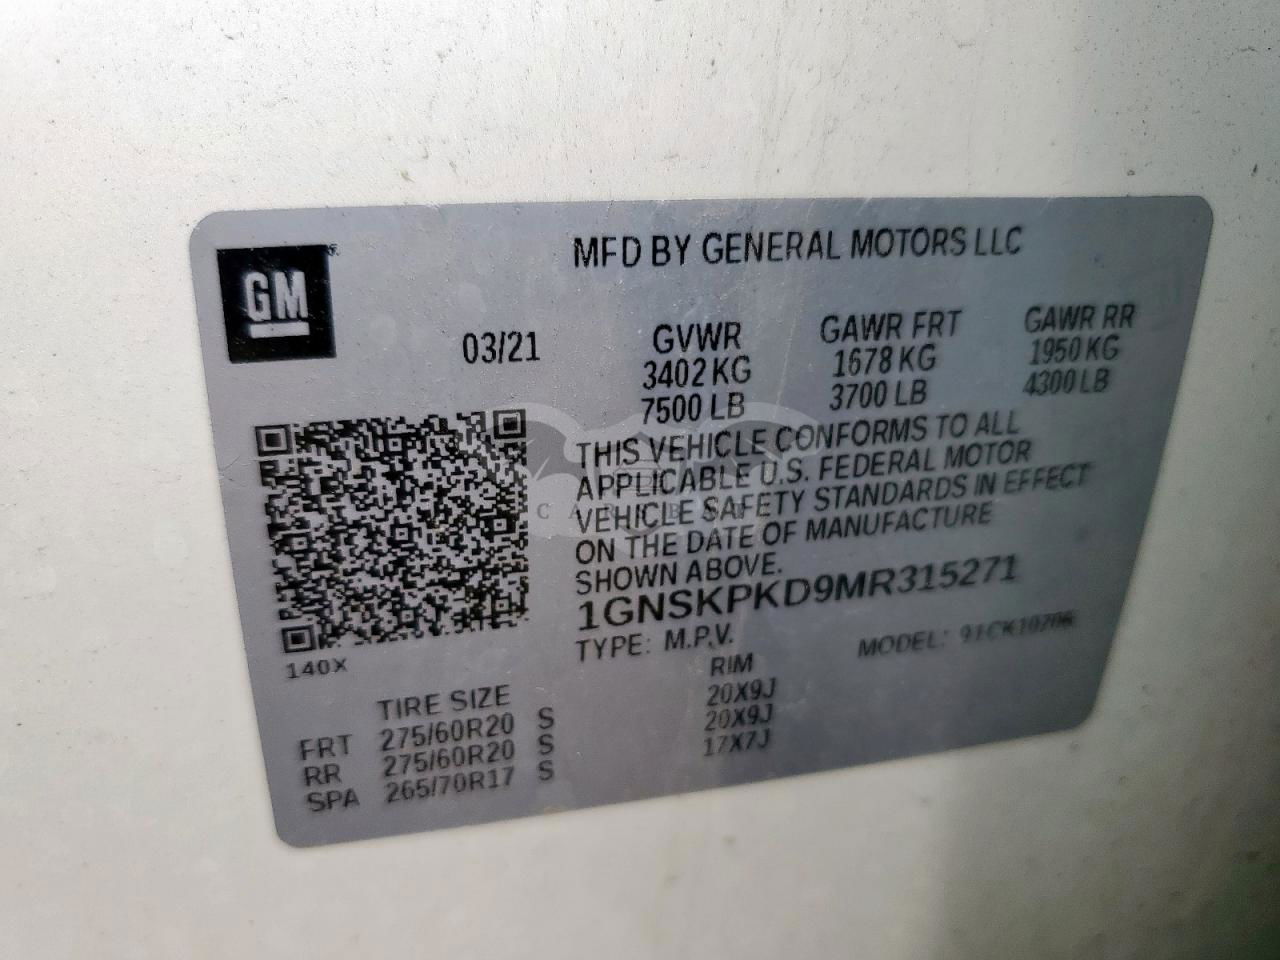 GM
MFD BY GENERAL MOTORS LLC
03/21
GVWR GAWR FRT GAWR RR
3402 KG 1678 KG 1950 KG
7500 LB 3700 LB 4300 LB
THIS VEHICLE CONFORMS TO ALL
APPLICABLE U.S. FEDERAL MOTOR
VEHICLE SAFETY STANDARDS IN EFFECT
ON THE DATE OF MANUFACTURE
SHOWN ABOVE.
1GNSKPKD9MR315271
TYPE: M.P.V. MODEL: 91CK10706
140X
TIRE SIZE RIM
FRT 275/60R20 S 20X9J
RR 275/60R20 S 20X9J
SPA 265/70R17 S 17X7J